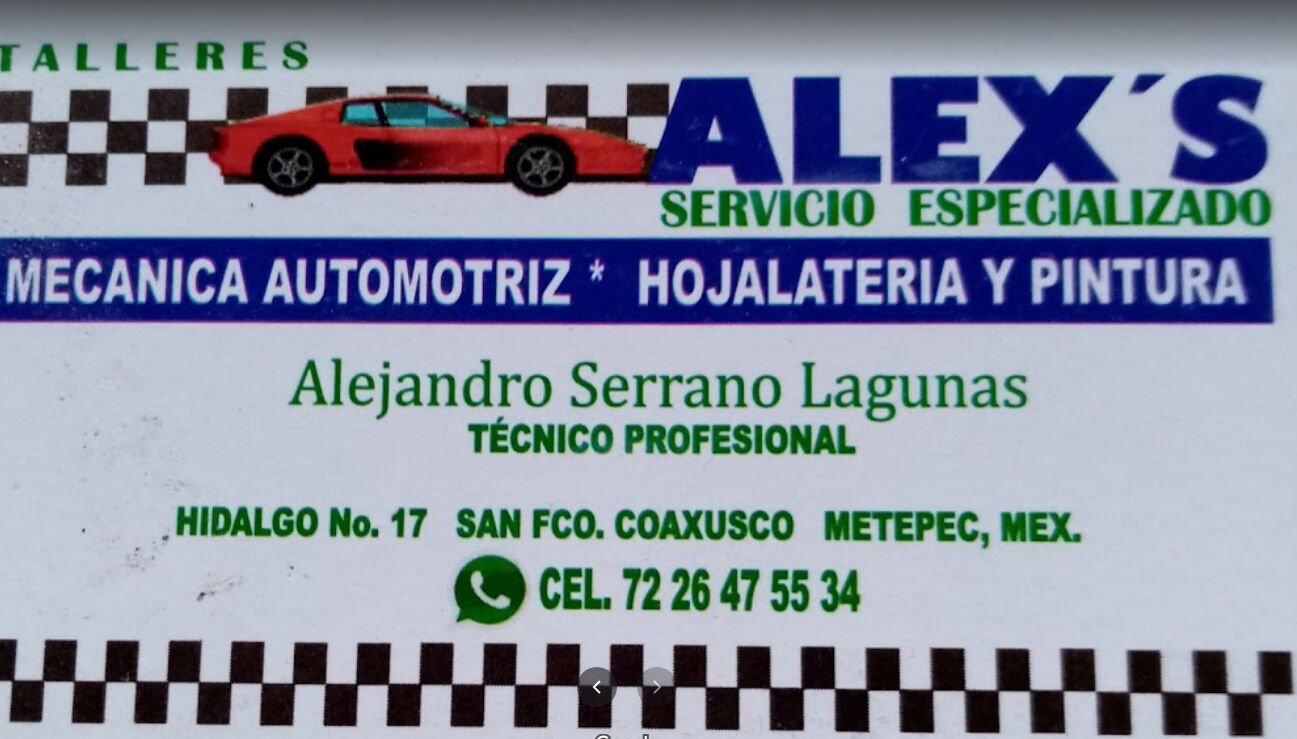 TALLERES
ALEX´S
SERVICIO ESPECIALIZADO
MECANICA AUTOMOTRIZ * HOJALATERIA Y PINTURA
Alejandro Serrano Lagunas
TÉCNICO PROFESIONAL
HIDALGO No. 17 SAN FCO. COAXUSCO METEPEC, MEX.
CEL. 72 26 47 55 34